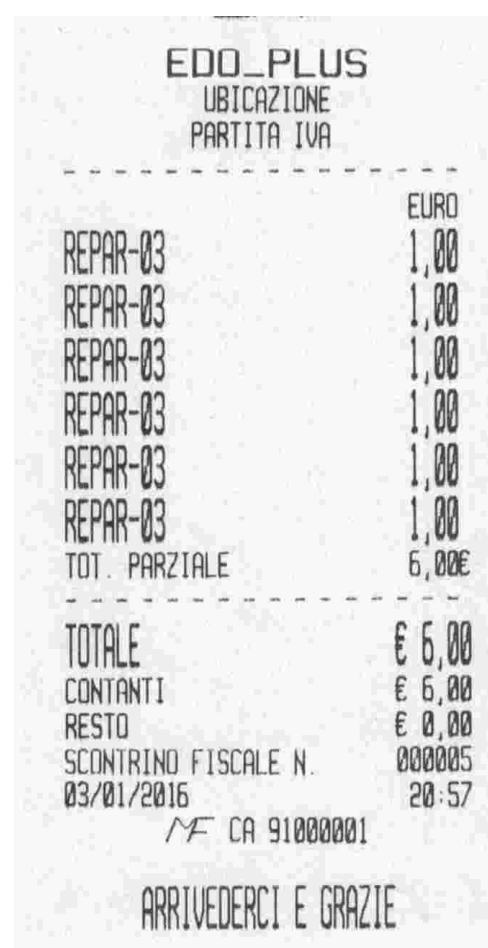 EDO_PLUS
UBICAZIONE
PARTITA IVA
- - - - - - - - - - - - - - - - - -
EURO
REPAR-03 1,00
REPAR-03 1,00
REPAR-03 1,00
REPAR-03 1,00
REPAR-03 1,00
REPAR-03 1,00
TOT. PARZIALE 6,00€
- - - - - - - - - - - - - - - - - -
TOTALE € 6,00
CONTANTI € 6,00
RESTO € 0,00
SCONTRINO FISCALE N. 000005
03/01/2016 20:57
MF CA 91000001
ARRIVEDERCI E GRAZIE